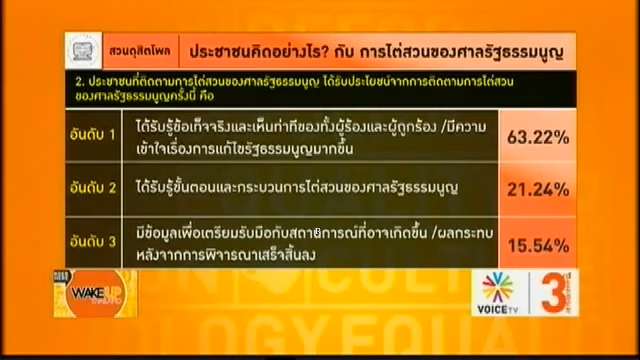 สวนดุสิตโพล
ประชาชนคิดอย่างไร? กับ การไต่สวนของศาลรัฐธรรมนูญ
2. ประชาชนที่ติดตามการไต่สวนของศาลรัฐธรรมนูญ ได้รับประโยชน์จากการติดตามการไต่สวน
ของศาลรัฐธรรมนูญครั้งนี้ คือ
อันดับ 1
ได้รับรู้ข้อเท็จจริงและเห็นท่าทีของทั้งผู้ร้องและผู้ถูกร้อง /มีความ
เข้าใจเรื่องการแก้ไขรัฐธรรมนูญมากขึ้น
63.22%
อันดับ 2
ได้รับรู้ขั้นตอนและกระบวนการไต่สวนของศาลรัฐธรรมนูญ
21.24%
อันดับ 3
มีข้อมูลเพื่อเตรียมรับมือกับสถานการณ์ที่อาจเกิดขึ้น /ผลกระทบ
หลังจากการพิจารณาเสร็จสิ้นลง
15.54%
WAKE UP
VOICE TV
3